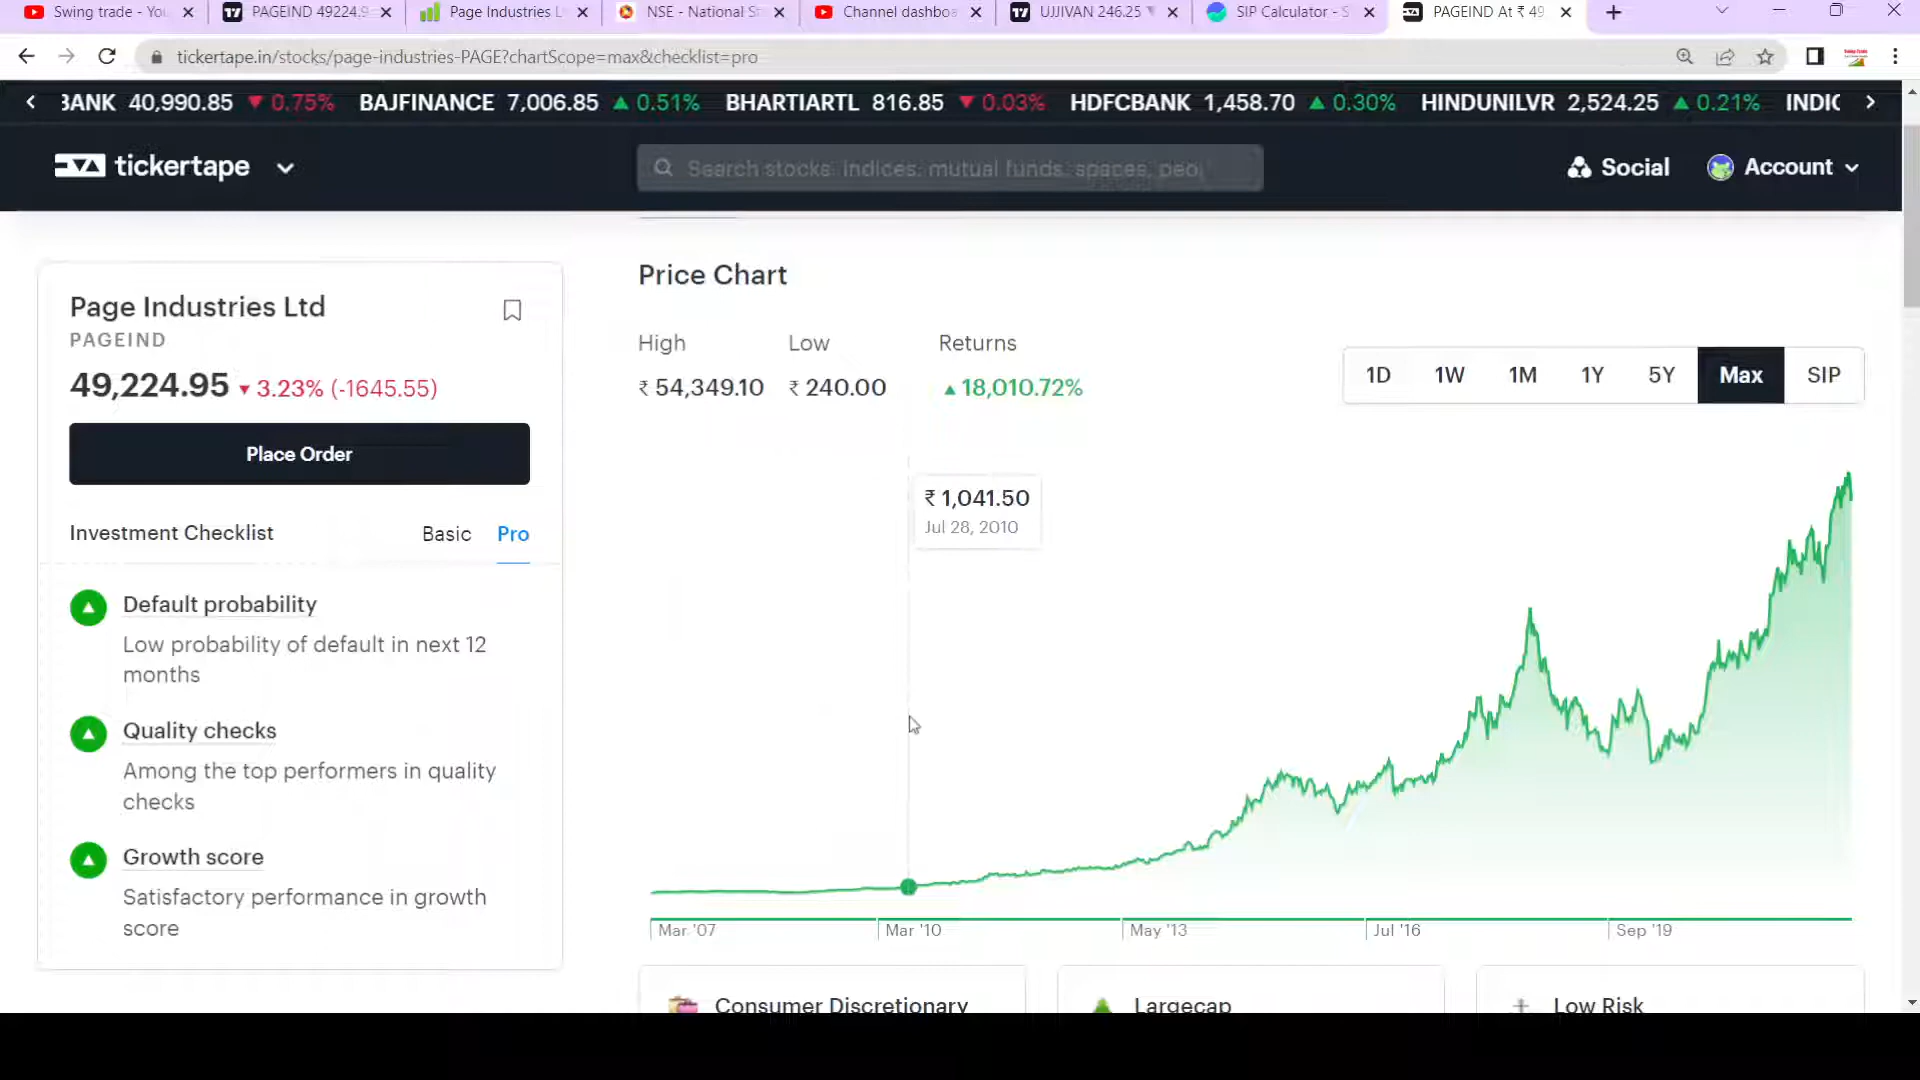 Swing trade - You
PAGEIND 49224.9
Page Industries L
NSE - National St
Channel dashboa
UJJIVAN 246.25 ▼
SIP Calculator - S
PAGEIND At ₹ 49
tickertape.in/stocks/page-industries-PAGE?chartScope=max&checklist=pro
BANK 40,990.85 ▼ 0.75% BAJFINANCE 7,006.85 ▲ 0.51% BHARTIARTL 816.85 ▼ 0.03% HDFCBANK 1,458.70 ▲ 0.30% HINDUNILVR 2,524.25 ▲ 0.21% INDIC
tickertape
Search stocks, indices, mutual funds, spaces, peo
Social
Account
Page Industries Ltd
PAGEIND
49,224.95 ▼ 3.23% (-1645.55)
Place Order
Investment Checklist Basic Pro
Default probability
Low probability of default in next 12
months
Quality checks
Among the top performers in quality
checks
Growth score
Satisfactory performance in growth
score
Price Chart
High Low Returns
₹ 54,349.10 ₹ 240.00 ▲ 18,010.72%
1D 1W 1M 1Y 5Y Max SIP
₹ 1,041.50
Jul 28, 2010
Mar '07 Mar '10 May '13 Jul '16 Sep '19
Consumer Discretionary
Largecap
Low Risk